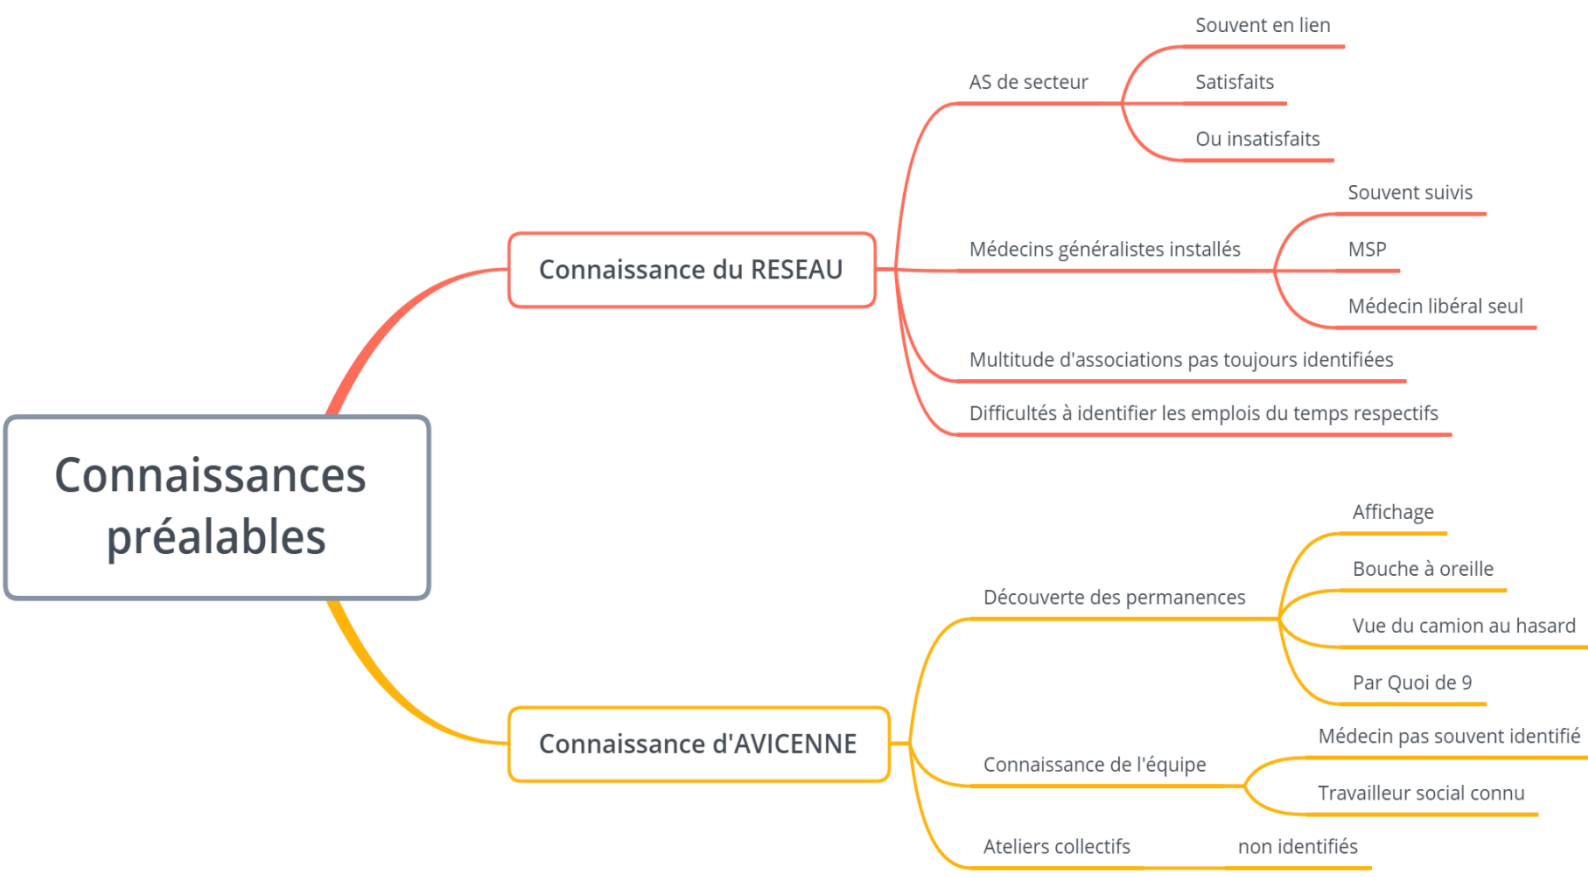 Connaissances
préalables
Connaissance du RESEAU
AS de secteur
Souvent en lien
Satisfaits
Ou insatisfaits
Médecins généralistes installés
Souvent suivis
MSP
Médecin libéral seul
Multitude d'associations pas toujours identifiées
Difficultés à identifier les emplois du temps respectifs
Connaissance d'AVICENNE
Découverte des permanences
Affichage
Bouche à oreille
Vue du camion au hasard
Par Quoi de 9
Connaissance de l'équipe
Médecin pas souvent identifié
Travailleur social connu
Ateliers collectifs
non identifiés